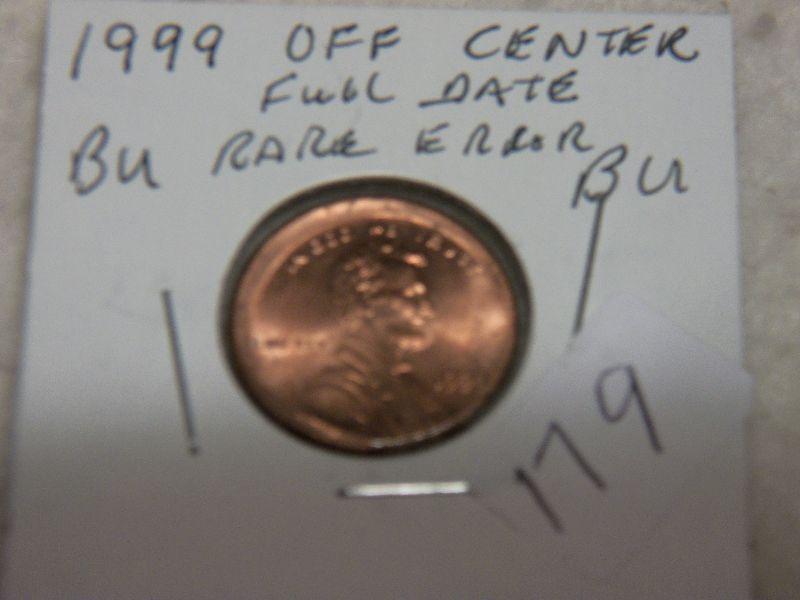 1999 OFF CENTER
FULL DATE
BU RARE ERROR BU
179